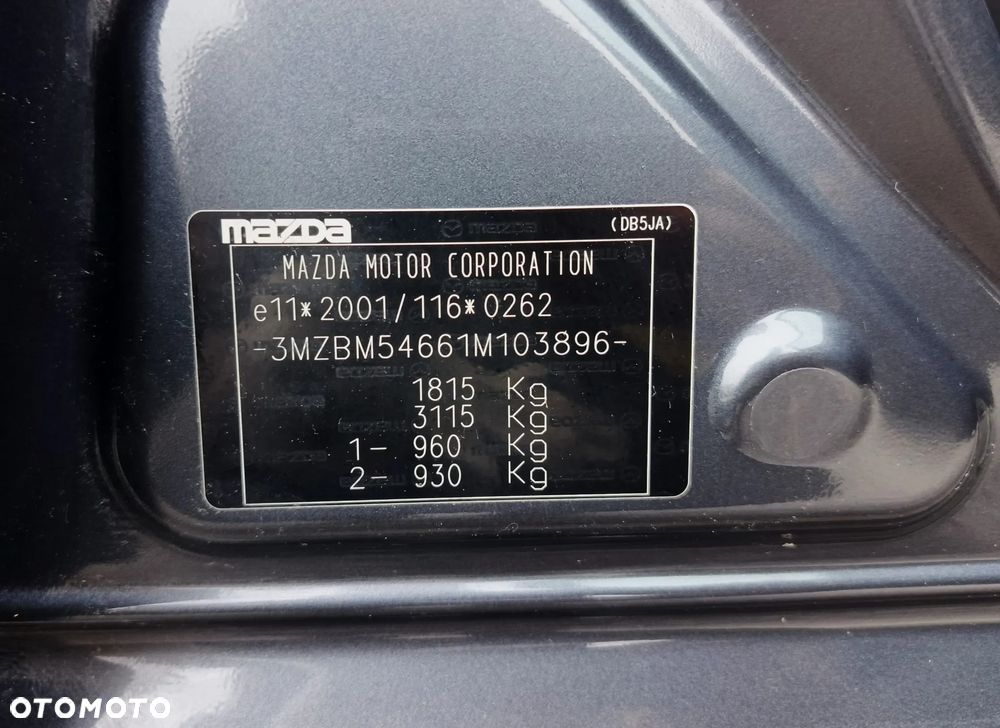 mazda (DB5JA)
MAZDA MOTOR CORPORATION
e11*2001/116*0262
-3MZBM54661M103896-
1815 Kg
3115 Kg
1- 960 Kg
2- 930 Kg
OTOMOTO